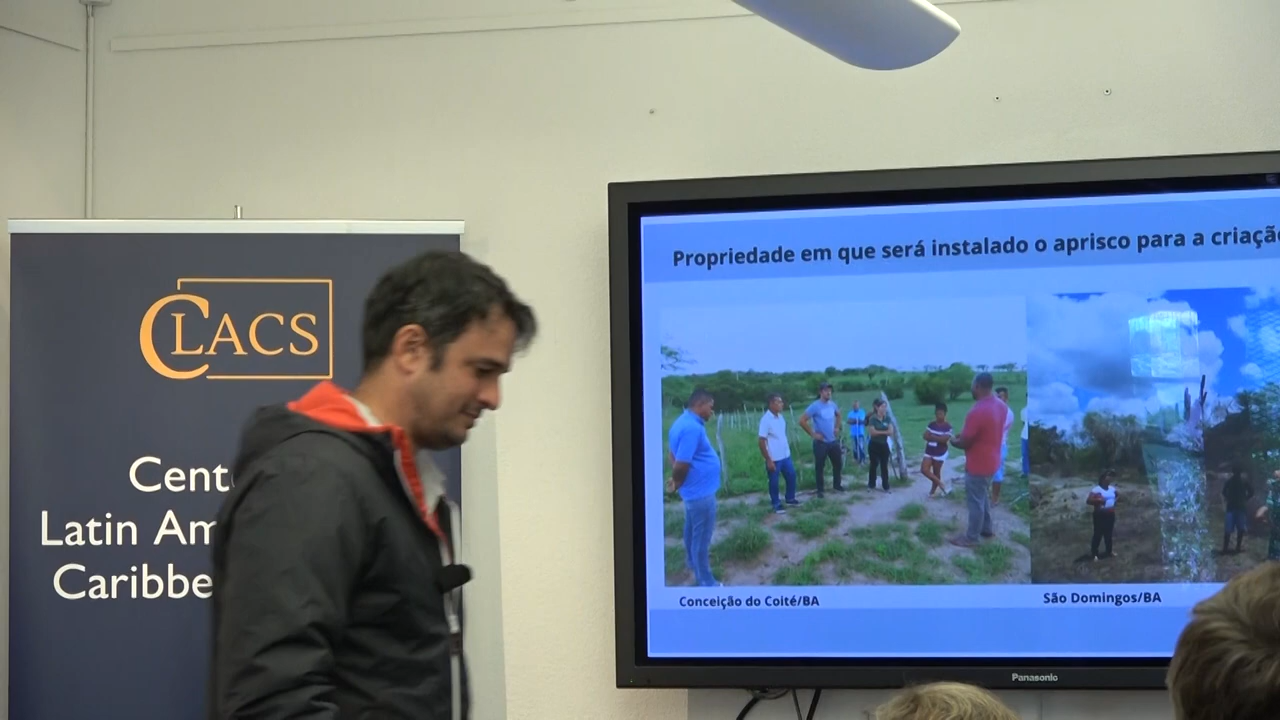 CLACS
Cent
Latin Am
Caribbe
Propriedade em que será instalado o aprisco para a criação
Conceição do Coité/BA
São Domingos/BA
Panasonic